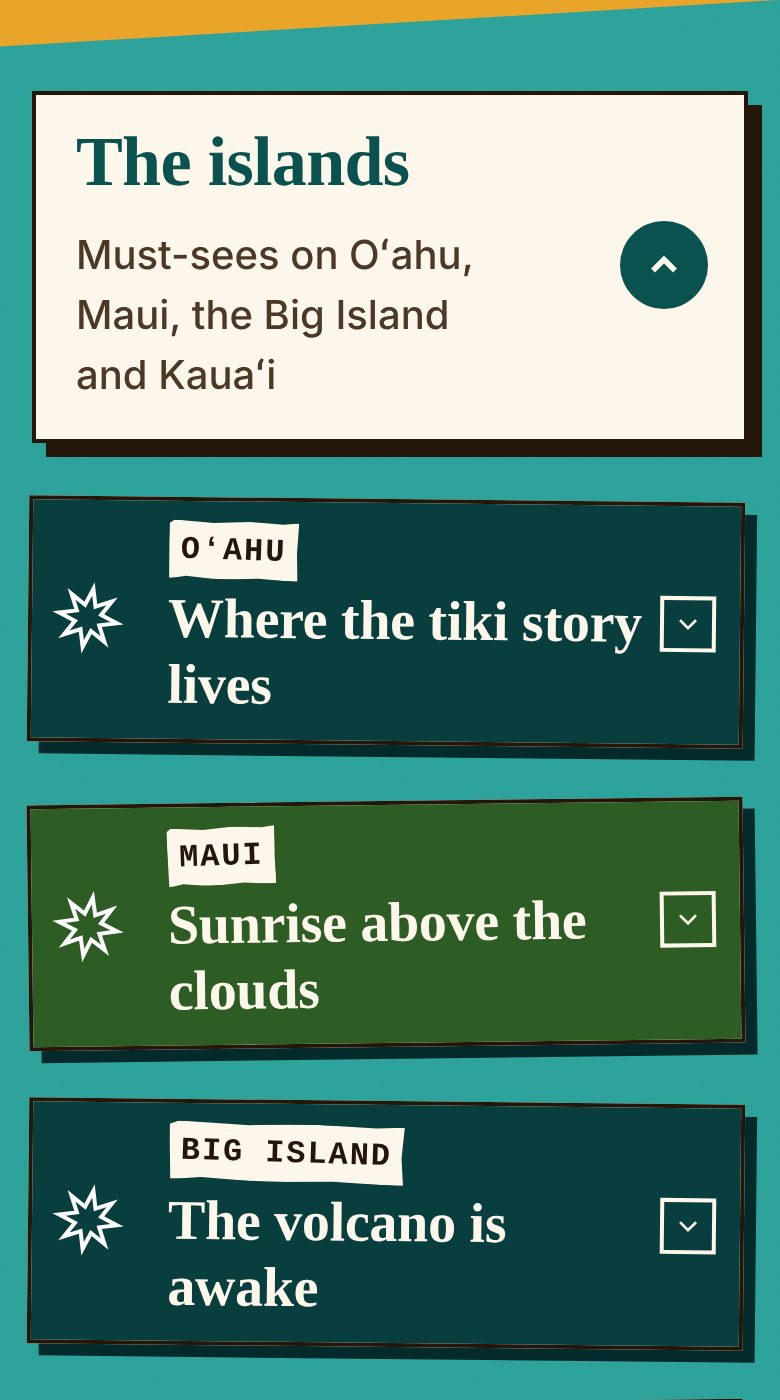 The islands
Must-sees on Oʻahu,
Maui, the Big Island
and Kauaʻi
OʻAHU
Where the tiki story
lives
MAUI
Sunrise above the
clouds
BIG ISLAND
The volcano is
awake